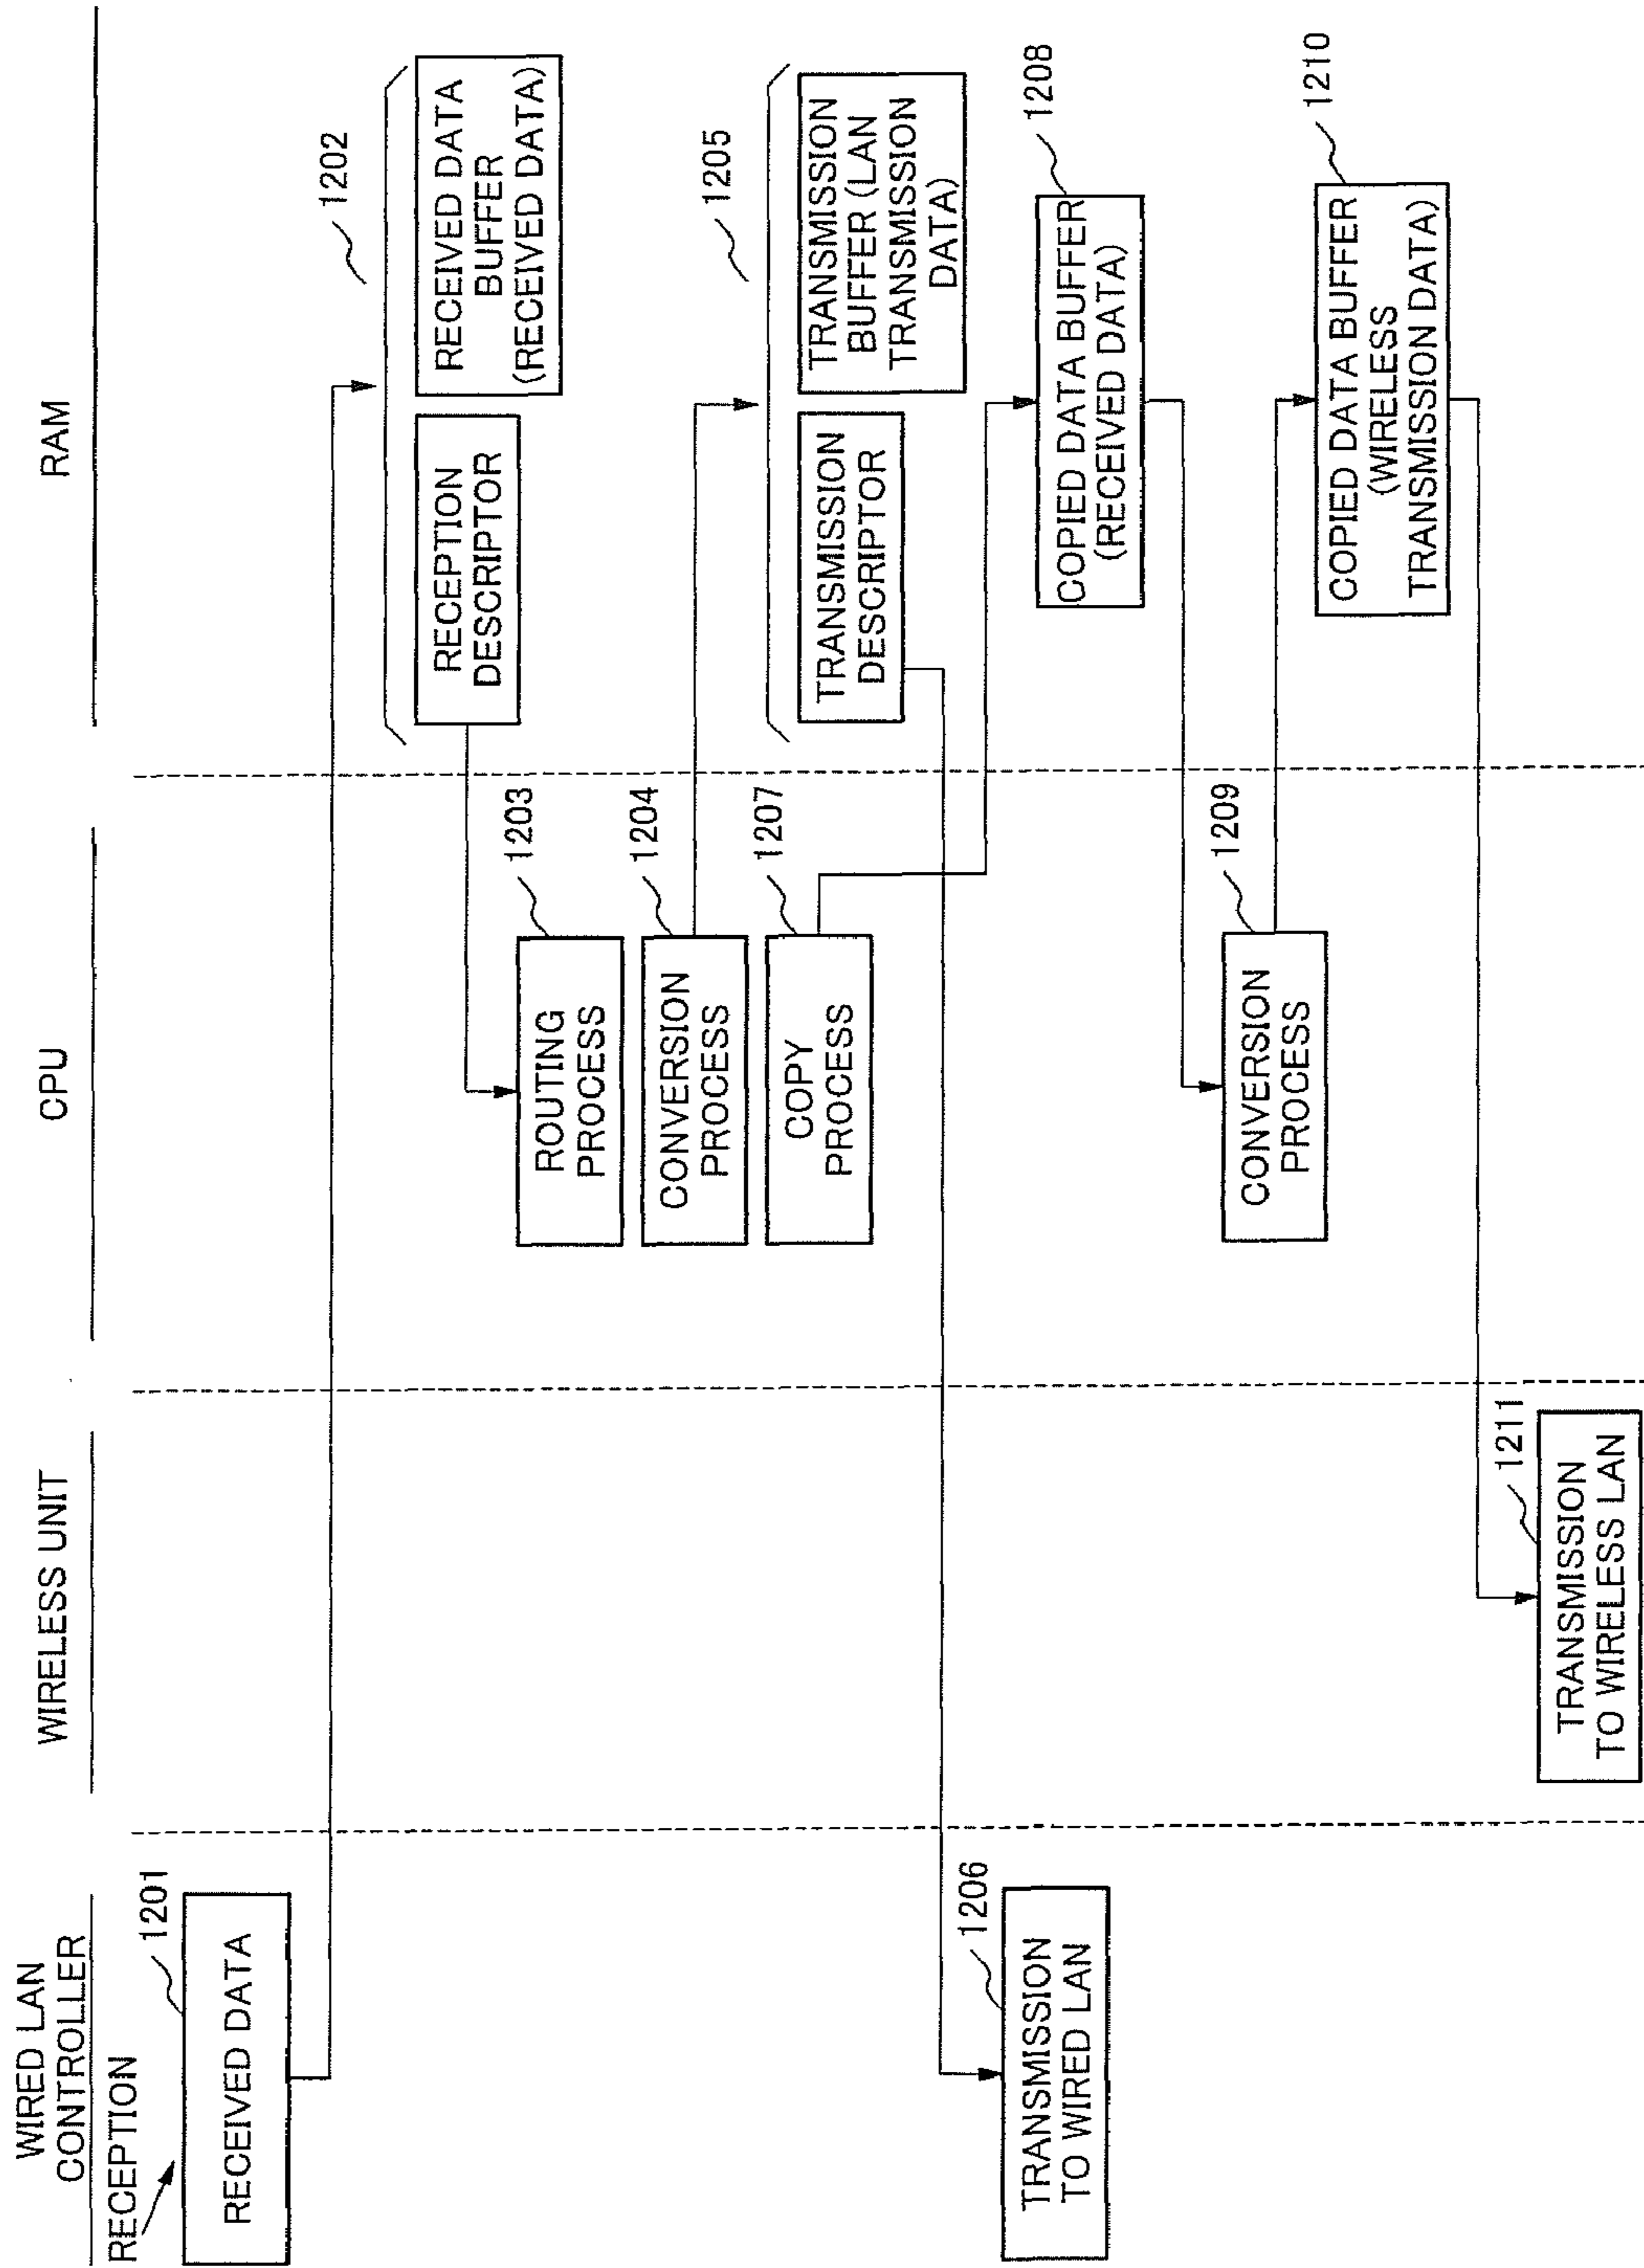 WIRED LAN
CONTROLLER
WIRELESS UNIT
CPU
RAM
RECEPTION
1201
RECEIVED DATA
1202
RECEPTION
DESCRIPTOR
RECEIVED DATA
BUFFER
(RECEIVED DATA)
1203
ROUTING
PROCESS
1204
CONVERSION
PROCESS
1205
TRANSMISSION
DESCRIPTOR
TRANSMISSION
BUFFER (LAN
TRANSMISSION
DATA)
1207
COPY
PROCESS
1206
TRANSMISSION
TO WIRED LAN
1208
COPIED DATA BUFFER
(RECEIVED DATA)
1209
CONVERSION
PROCESS
1210
COPIED DATA BUFFER
(WIRELESS
TRANSMISSION DATA)
1211
TRANSMISSION
TO WIRELESS LAN